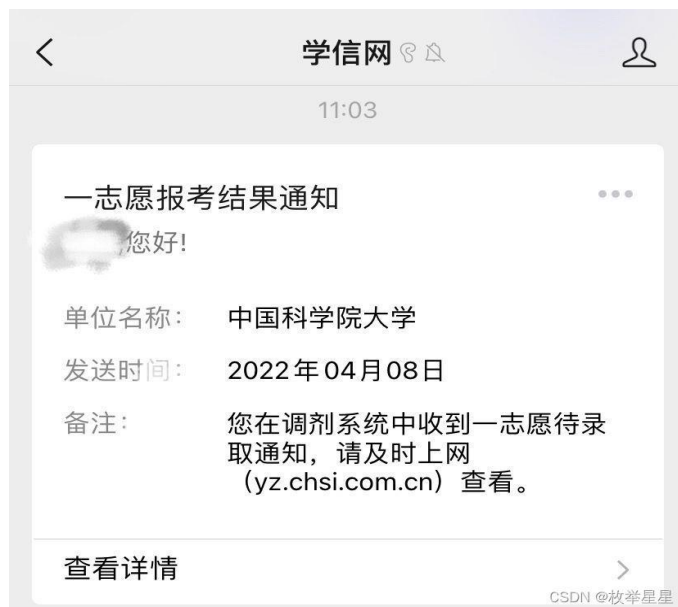 学信网
11:03
一志愿报考结果通知
您好!
单位名称: 中国科学院大学
发送时间: 2022年04月08日
备注: 您在调剂系统中收到一志愿待录
取通知，请及时上网
（yz.chsi.com.cn）查看。
查看详情
CSDN @枚举星星